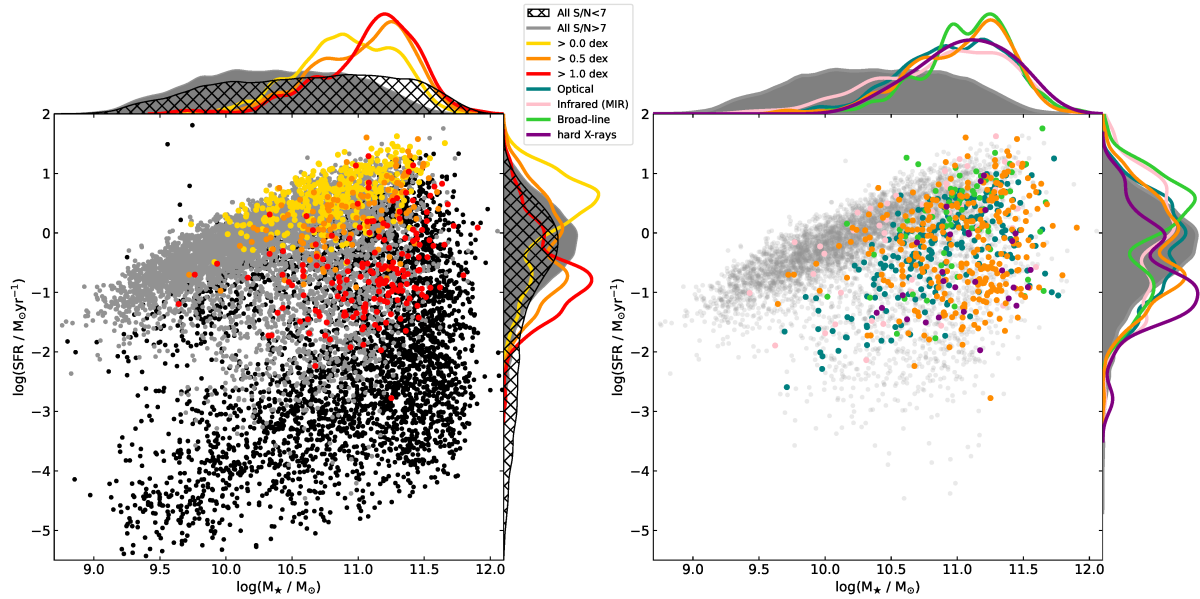 All S/N<7
All S/N>7
> 0.0 dex
> 0.5 dex
> 1.0 dex
Optical
Infrared (MIR)
Broad-line
hard X-rays
2
1
0
−1
−2
−3
−4
−5
log(SFR / M⊙yr⁻¹)
9.0 9.5 10.0 10.5 11.0 11.5 12.0
log(M★ / M⊙)
2
1
0
−1
−2
−3
−4
−5
log(SFR / M⊙yr⁻¹)
9.0 9.5 10.0 10.5 11.0 11.5 12.0
log(M★ / M⊙)